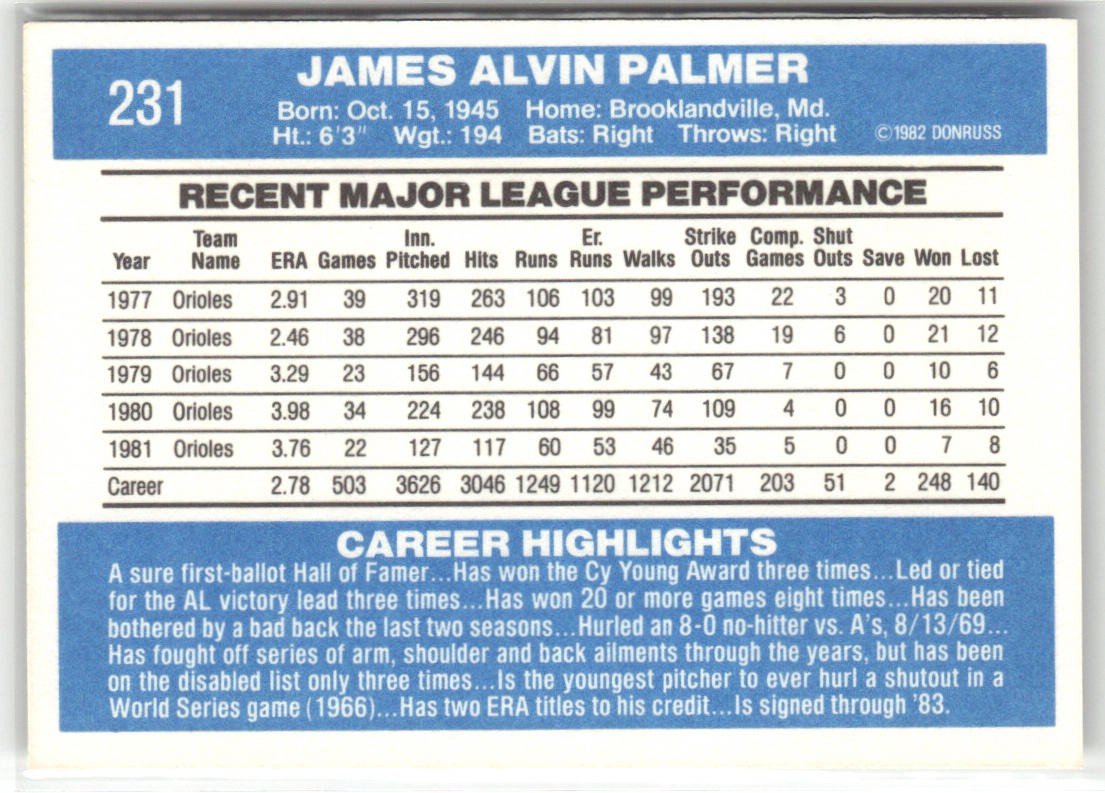 JAMES ALVIN PALMER
231
Born: Oct. 15, 1945 Home: Brooklandville, Md.
Ht.: 6'3" Wgt.: 194 Bats: Right Throws: Right ©1982 DONRUSS
RECENT MAJOR LEAGUE PERFORMANCE
Team Inn. Er. Strike Comp. Shut
Year Name ERA Games Pitched Hits Runs Runs Walks Outs Games Outs Save Won Lost
1977 Orioles 2.91 39 319 263 106 103 99 193 22 3 0 20 11
1978 Orioles 2.46 38 296 246 94 81 97 138 19 6 0 21 12
1979 Orioles 3.29 23 156 144 66 57 43 67 7 0 0 10 6
1980 Orioles 3.98 34 224 238 108 99 74 109 4 0 0 16 10
1981 Orioles 3.76 22 127 117 60 53 46 35 5 0 0 7 8
Career 2.78 503 3626 3046 1249 1120 1212 2071 203 51 2 248 140
CAREER HIGHLIGHTS
A sure first-ballot Hall of Famer...Has won the Cy Young Award three times...Led or tied
for the AL victory lead three times...Has won 20 or more games eight times...Has been
bothered by a bad back the last two seasons...Hurled an 8-0 no-hitter vs. A's, 8/13/69...
Has fought off series of arm, shoulder and back ailments through the years, but has been
on the disabled list only three times...Is the youngest pitcher to ever hurl a shutout in a
World Series game (1966)...Has two ERA titles to his credit...Is signed through '83.